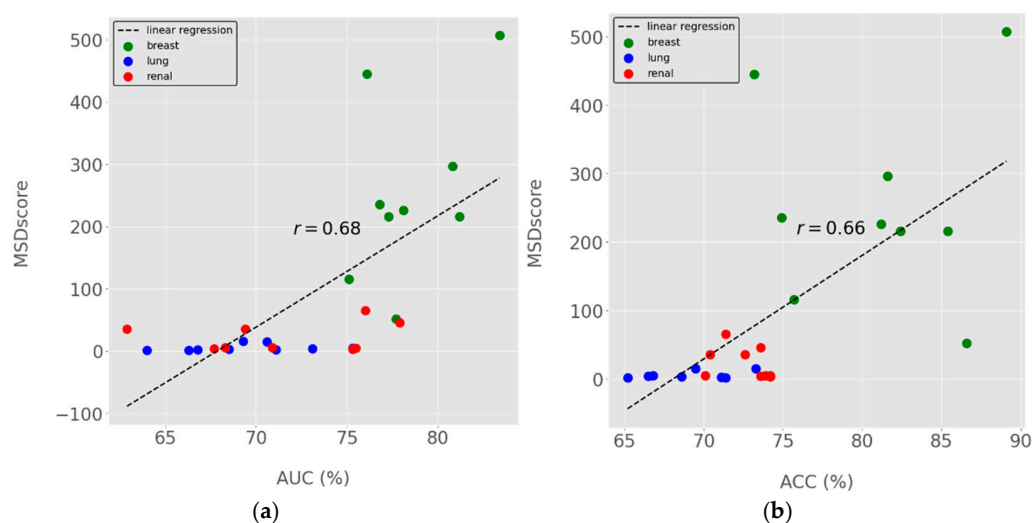 linear regression
breast
lung
renal
500
400
300
200
100
0
−100
MSDscore
r = 0.68
65
70
75
80
AUC (%)
(a)
linear regression
breast
lung
renal
500
400
300
200
100
0
MSDscore
r = 0.66
65
70
75
80
85
90
ACC (%)
(b)